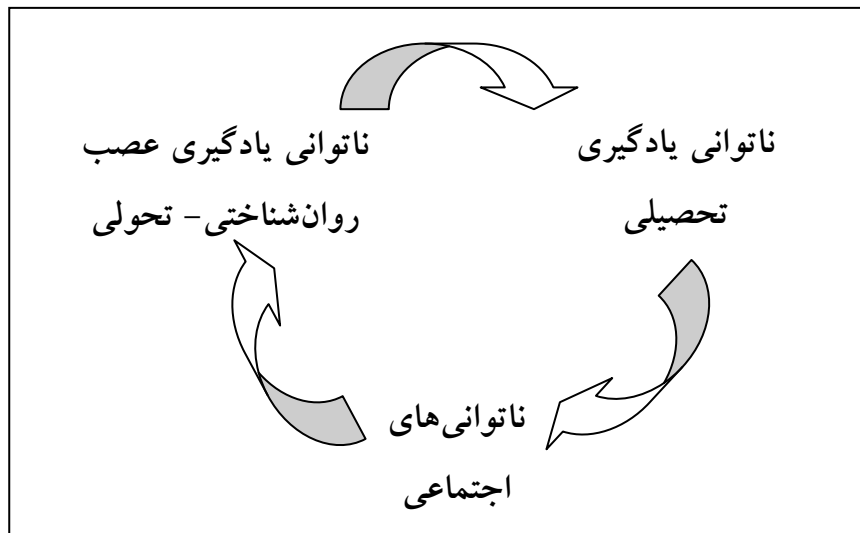 ناتوانی یادگیری
تحصیلی
ناتوانی یادگیری عصب
روان‌شناختی- تحولی
ناتوانی‌های
اجتماعی